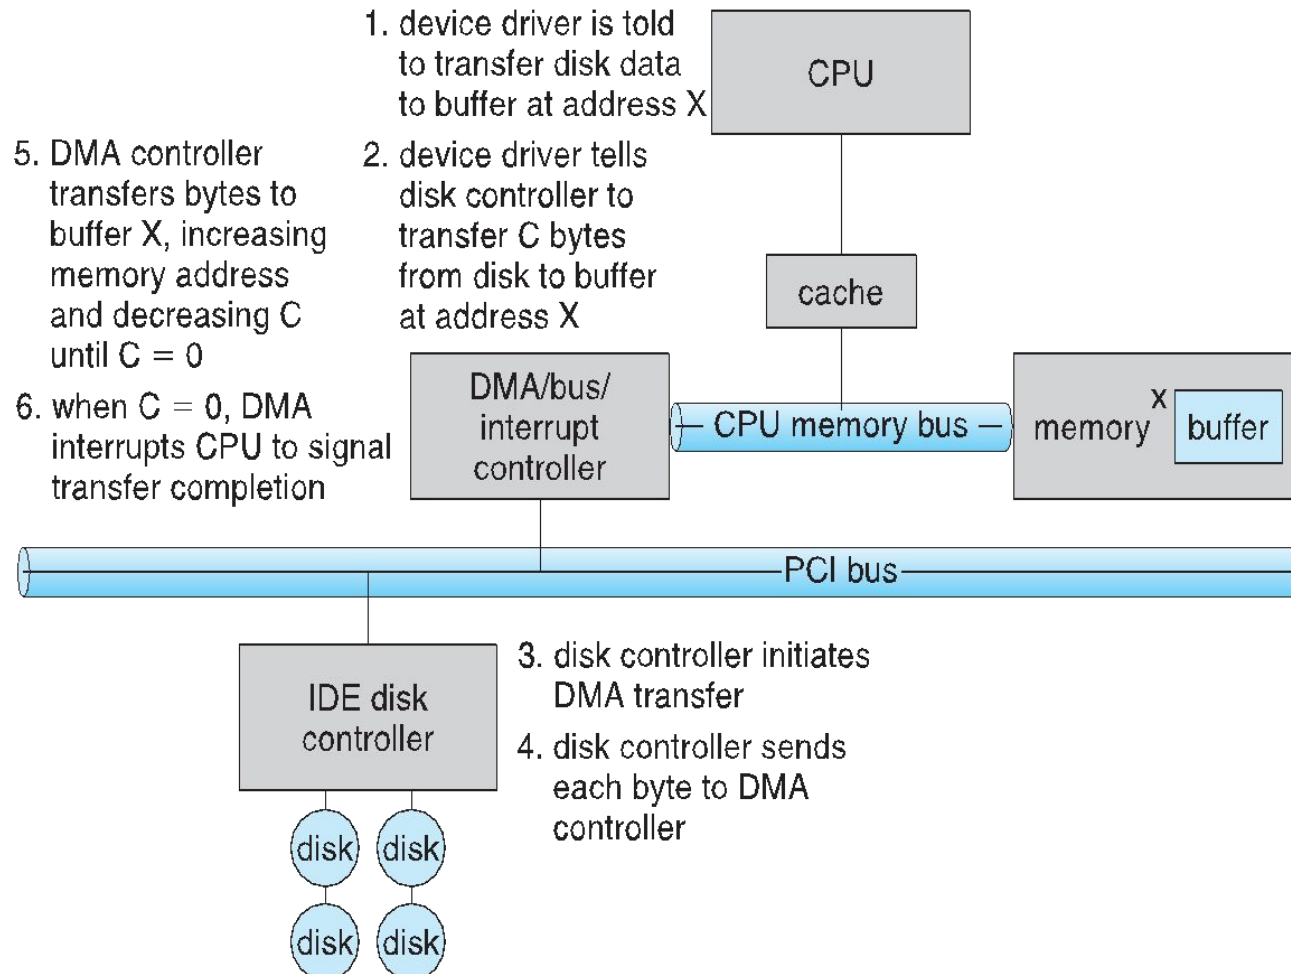 1. device driver is told
to transfer disk data
to buffer at address X
CPU
5. DMA controller
transfers bytes to
buffer X, increasing
memory address
and decreasing C
until C = 0
2. device driver tells
disk controller to
transfer C bytes
from disk to buffer
at address X
cache
6. when C = 0, DMA
interrupts CPU to signal
transfer completion
DMA/bus/
interrupt
controller
CPU memory bus
memory
x
buffer
PCI bus
IDE disk
controller
3. disk controller initiates
DMA transfer
4. disk controller sends
each byte to DMA
controller
disk
disk
disk
disk